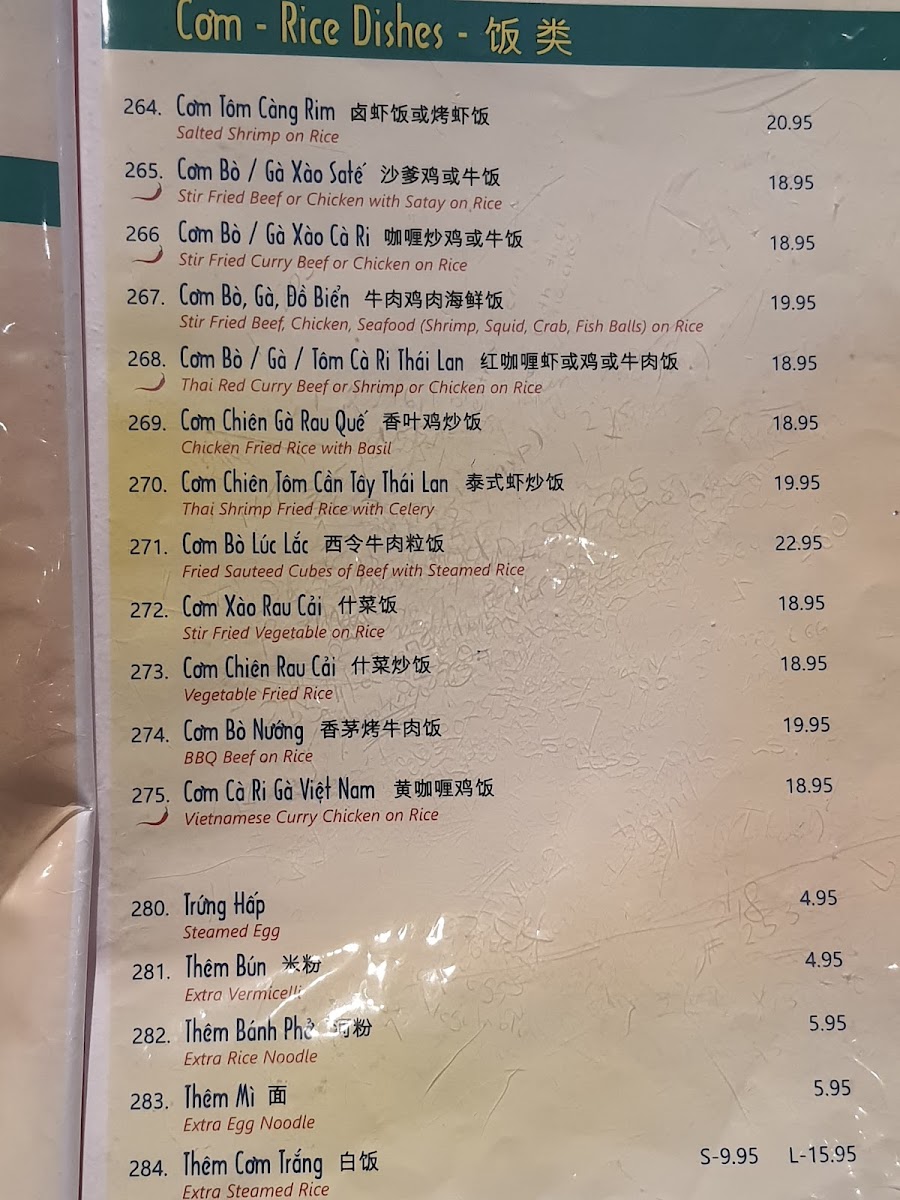 Cơm - Rice Dishes - 饭 类
264. Cơm Tôm Càng Rim 卤虾饭或烤虾饭 20.95
Salted Shrimp on Rice
265. Cơm Bò / Gà Xào Satế 沙爹鸡或牛饭 18.95
Stir Fried Beef or Chicken with Satay on Rice
266 Cơm Bò / Gà Xào Cà Ri 咖喱炒鸡或牛饭 18.95
Stir Fried Curry Beef or Chicken on Rice
267. Cơm Bò, Gà, Đồ Biển 牛肉鸡肉海鲜饭 19.95
Stir Fried Beef, Chicken, Seafood (Shrimp, Squid, Crab, Fish Balls) on Rice
268. Cơm Bò / Gà / Tôm Cà Ri Thái Lan 红咖喱虾或鸡或牛肉饭 18.95
Thai Red Curry Beef or Shrimp or Chicken on Rice
269. Cơm Chiên Gà Rau Quế 香叶鸡炒饭 18.95
Chicken Fried Rice with Basil
270. Cơm Chiên Tôm Cần Tây Thái Lan 泰式虾炒饭 19.95
Thai Shrimp Fried Rice with Celery
271. Cơm Bò Lúc Lắc 西令牛肉粒饭 22.95
Fried Sauteed Cubes of Beef with Steamed Rice
272. Cơm Xào Rau Cải 什菜饭 18.95
Stir Fried Vegetable on Rice
273. Cơm Chiên Rau Cải 什菜炒饭 18.95
Vegetable Fried Rice
274. Cơm Bò Nướng 香茅烤牛肉饭 19.95
BBQ Beef on Rice
275. Cơm Cà Ri Gà Việt Nam 黄咖喱鸡饭 18.95
Vietnamese Curry Chicken on Rice
280. Trứng Hấp 4.95
Steamed Egg
281. Thêm Bún 米粉 4.95
Extra Vermicelli
282. Thêm Bánh Phở 河粉 5.95
Extra Rice Noodle
283. Thêm Mì 面 5.95
Extra Egg Noodle
284. Thêm Cơm Trắng 白饭 S-9.95 L-15.95
Extra Steamed Rice